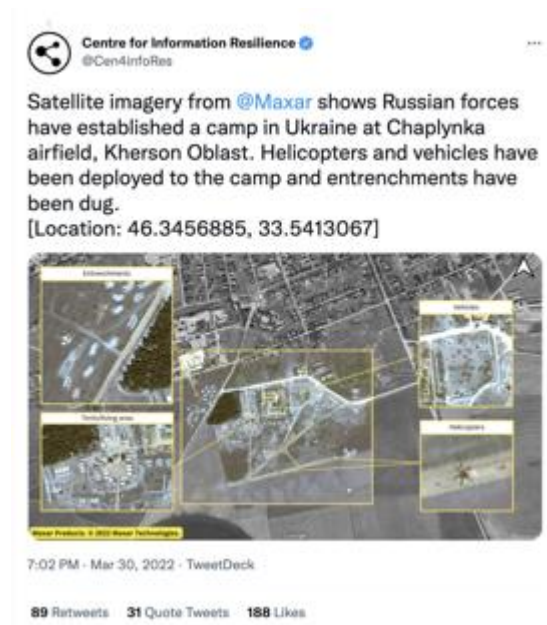 Centre for Information Resilience
@Cen4infoRes
Satellite imagery from @Maxar shows Russian forces
have established a camp in Ukraine at Chaplynka
airfield, Kherson Oblast. Helicopters and vehicles have
been deployed to the camp and entrenchments have
been dug.
[Location: 46.3456885, 33.5413067]
Entrenchments
Vehicles
Tents/living area
Helicopters
Maxar Products. © 2022 Maxar Technologies.
7:02 PM · Mar 30, 2022 · TweetDeck
89 Retweets 31 Quote Tweets 188 Likes